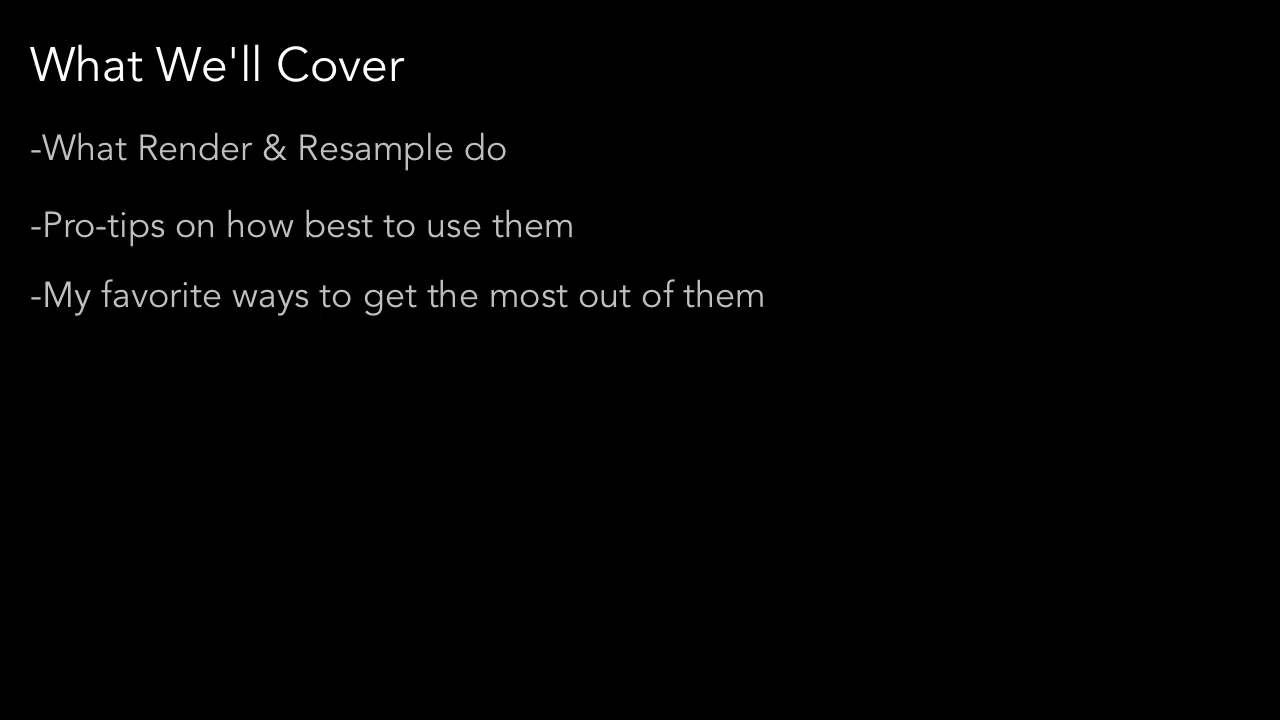 What We'll Cover
-What Render & Resample do
-Pro-tips on how best to use them
-My favorite ways to get the most out of them